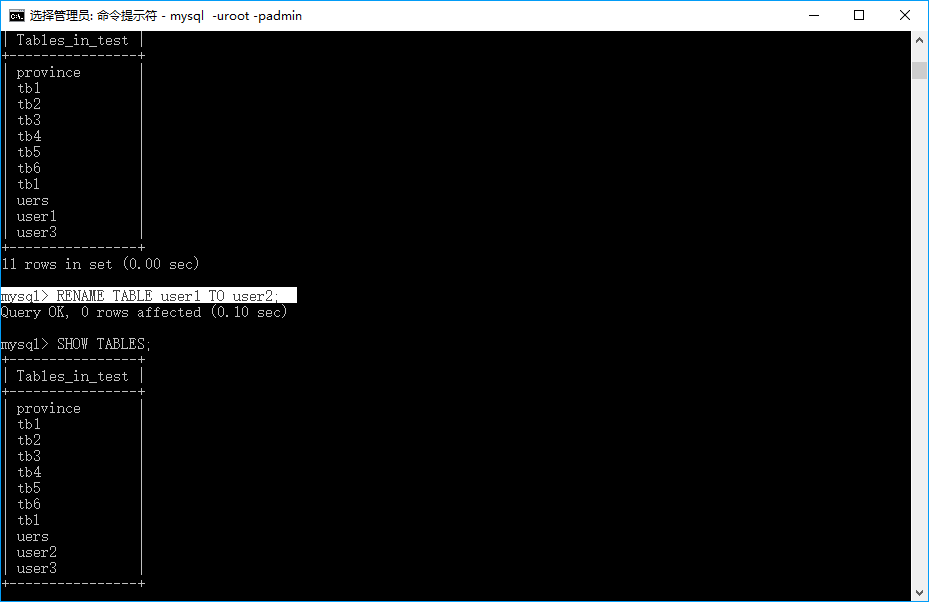 选择管理员: 命令提示符 - mysql -uroot -padmin
| Tables_in_test |
+----------------+
| province       |
| tb1            |
| tb2            |
| tb3            |
| tb4            |
| tb5            |
| tb6            |
| tbl            |
| uers           |
| user1          |
| user3          |
+----------------+
11 rows in set (0.00 sec)
mysql> RENAME TABLE user1 TO user2;
Query OK, 0 rows affected (0.10 sec)
mysql> SHOW TABLES;
+----------------+
| Tables_in_test |
+----------------+
| province       |
| tb1            |
| tb2            |
| tb3            |
| tb4            |
| tb5            |
| tb6            |
| tbl            |
| uers           |
| user2          |
| user3          |
+----------------+